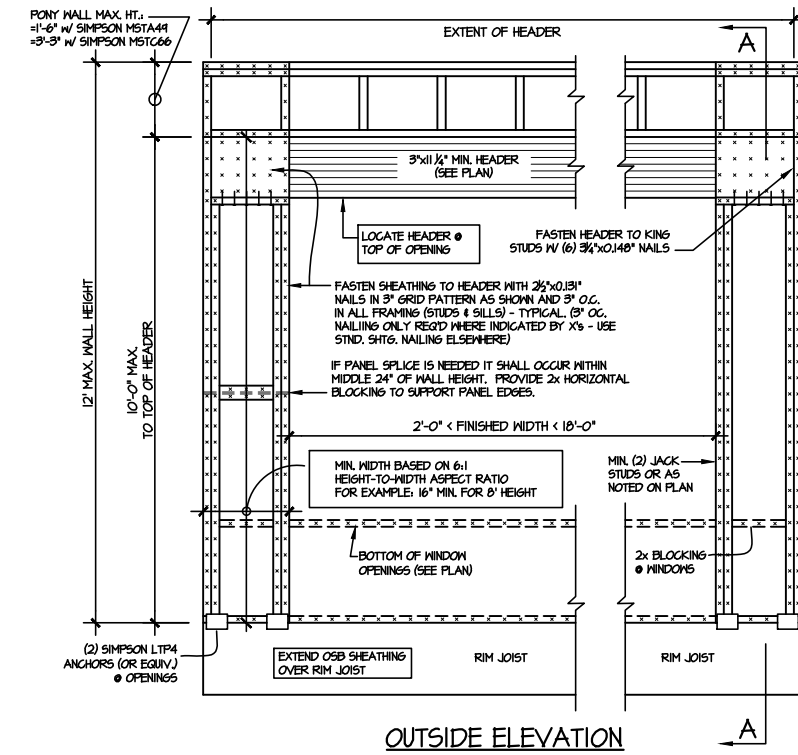 PONY WALL MAX. HT.:
=1'-6" W/ SIMPSON MSTA49
=3'-3" W/ SIMPSON MSTC66
EXTENT OF HEADER
A
3"x11 1/4" MIN. HEADER
(SEE PLAN)
LOCATE HEADER @
TOP OF OPENING
FASTEN HEADER TO KING
STUDS W/ (6) 3¼"x0.148" NAILS
FASTEN SHEATHING TO HEADER WITH 2½"x0.131"
NAILS IN 3" GRID PATTERN AS SHOWN AND 3" O.C.
IN ALL FRAMING (STUDS & SILLS) - TYPICAL. (3" OC.
NAILIING ONLY REQ'D WHERE INDICATED BY X's - USE
STND. SHTG. NAILING ELSEWHERE)
12' MAX. WALL HEIGHT
10'-0" MAX.
TO TOP OF HEADER
IF PANEL SPLICE IS NEEDED IT SHALL OCCUR WITHIN
MIDDLE 24" OF WALL HEIGHT. PROVIDE 2x HORIZONTAL
BLOCKING TO SUPPORT PANEL EDGES.
2'-0" < FINISHED WIDTH < 18'-0"
MIN. WIDTH BASED ON 6:1
HEIGHT-TO-WIDTH ASPECT RATIO
FOR EXAMPLE: 16" MIN. FOR 8' HEIGHT
MIN. (2) JACK
STUDS OR AS
NOTED ON PLAN
BOTTOM OF WINDOW
OPENINGS (SEE PLAN)
2x BLOCKING
@ WINDOWS
(2) SIMPSON LTP4
ANCHORS (OR EQUIV.)
@ OPENINGS
EXTEND OSB SHEATHING
OVER RIM JOIST
RIM JOIST
RIM JOIST
OUTSIDE ELEVATION
A